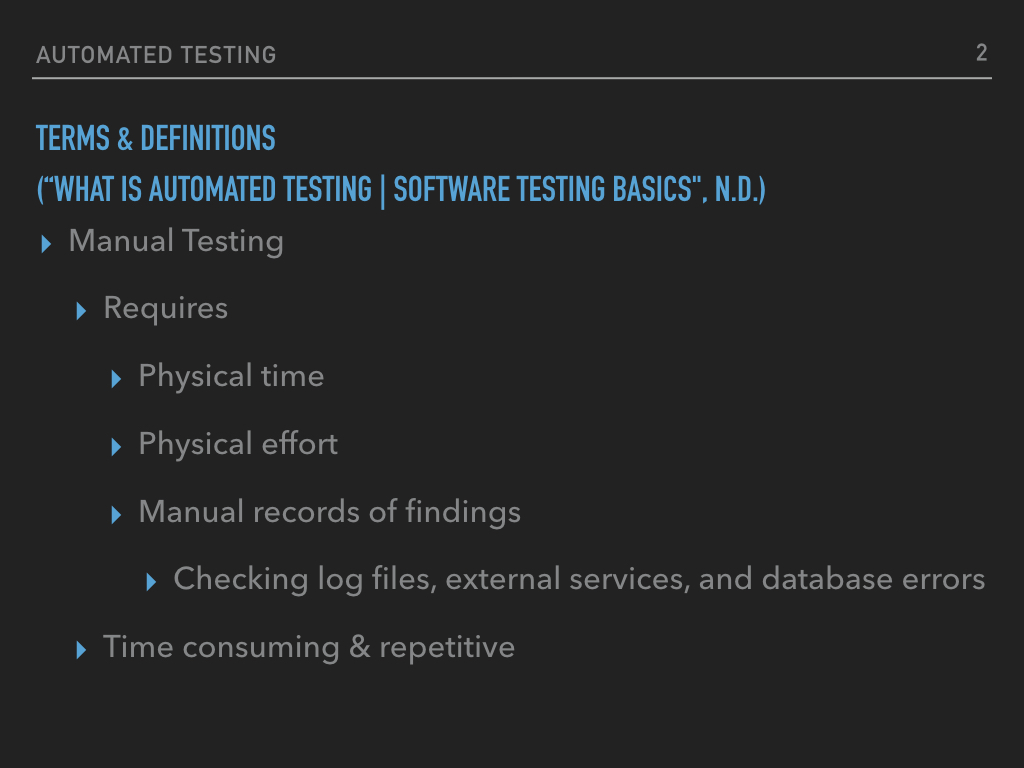 AUTOMATED TESTING
2
TERMS & DEFINITIONS
(“WHAT IS AUTOMATED TESTING | SOFTWARE TESTING BASICS", N.D.)
Manual Testing
Requires
Physical time
Physical effort
Manual records of findings
Checking log files, external services, and database errors
Time consuming & repetitive